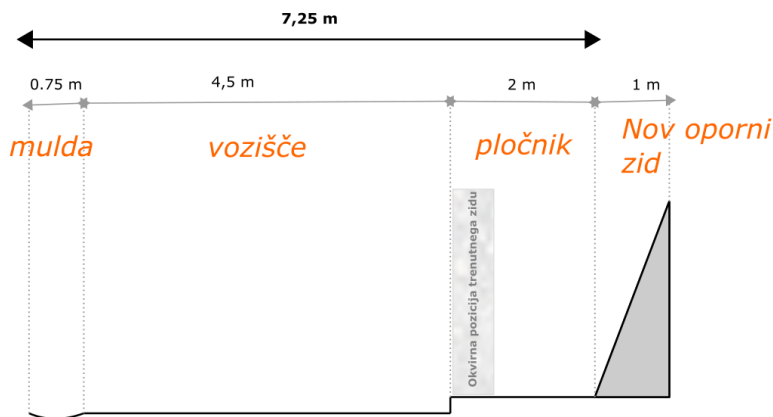 7,25 m
0.75 m
4,5 m
2 m
1 m
mulda
vozišče
pločnik
Nov oporni
zid
Okvirna pozicija trenutnega zidu